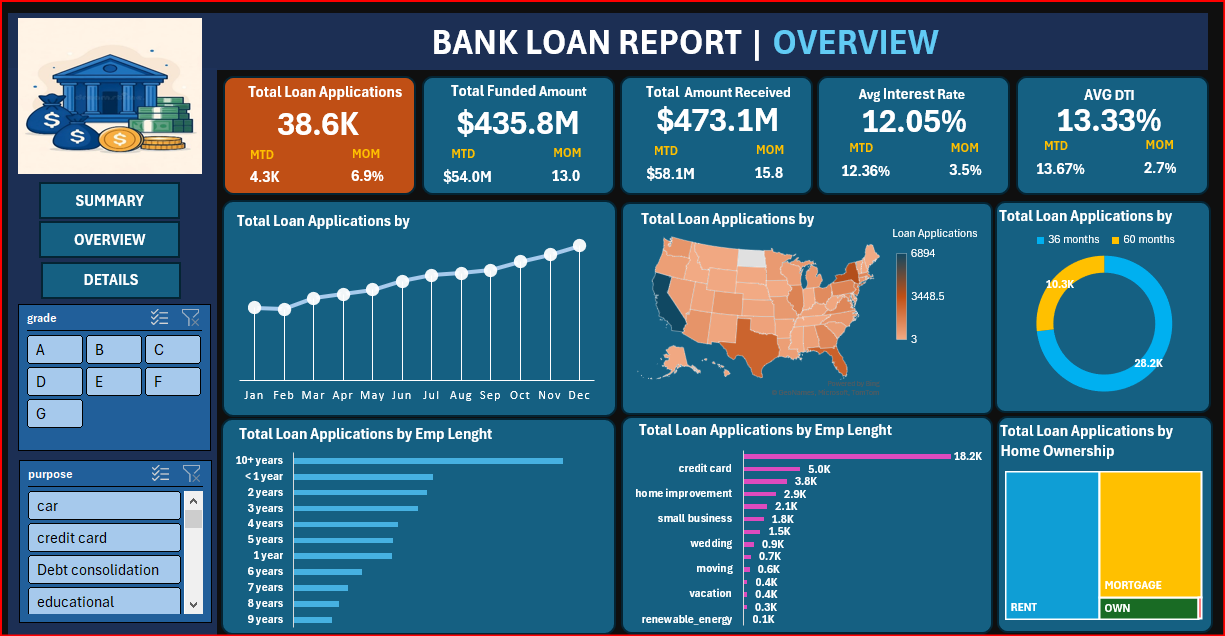 BANK LOAN REPORT | OVERVIEW
SUMMARY
OVERVIEW
DETAILS
grade
A
B
C
D
E
F
G
purpose
car
credit card
Debt consolidation
educational
Total Loan Applications
38.6K
MTD MOM
4.3K 6.9%
Total Funded Amount
$435.8M
MTD MOM
$54.0M 13.0
Total Amount Received
$473.1M
MTD MOM
$58.1M 15.8
Avg Interest Rate
12.05%
MTD MOM
12.36% 3.5%
AVG DTI
13.33%
MTD MOM
13.67% 2.7%
Total Loan Applications by
Jan Feb Mar Apr May Jun Jul Aug Sep Oct Nov Dec
Total Loan Applications by
Loan Applications
6894
3448.5
3
Total Loan Applications by
36 months 60 months
10.3K
28.2K
Total Loan Applications by Emp Lenght
10+ years
< 1 year
2 years
3 years
4 years
5 years
1 year
6 years
7 years
8 years
9 years
Total Loan Applications by Emp Lenght
18.2K
credit card 5.0K
3.8K
home improvement 2.9K
2.1K
small business 1.8K
1.5K
wedding 0.9K
0.7K
moving 0.6K
0.4K
vacation 0.4K
0.3K
renewable_energy 0.1K
Total Loan Applications by
Home Ownership
RENT
MORTGAGE
OWN